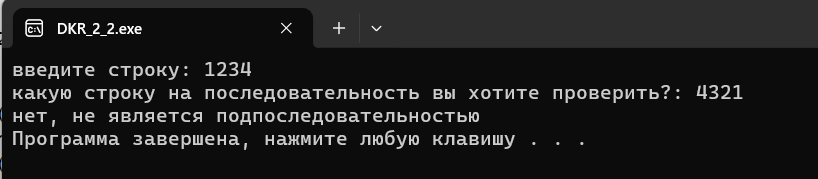 DKR_2_2.exe
введите строку: 1234
какую строку на последовательность вы хотите проверить?: 4321
нет, не является подпоследовательностью
Программа завершена, нажмите любую клавишу . . .